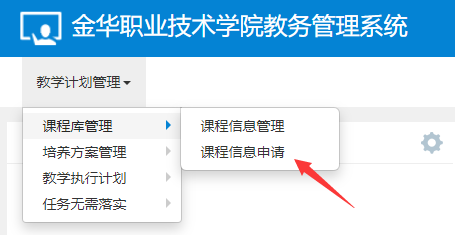 金华职业技术学院教务管理系统
教学计划管理
课程库管理
课程信息管理
培养方案管理
课程信息申请
教学执行计划
任务无需落实